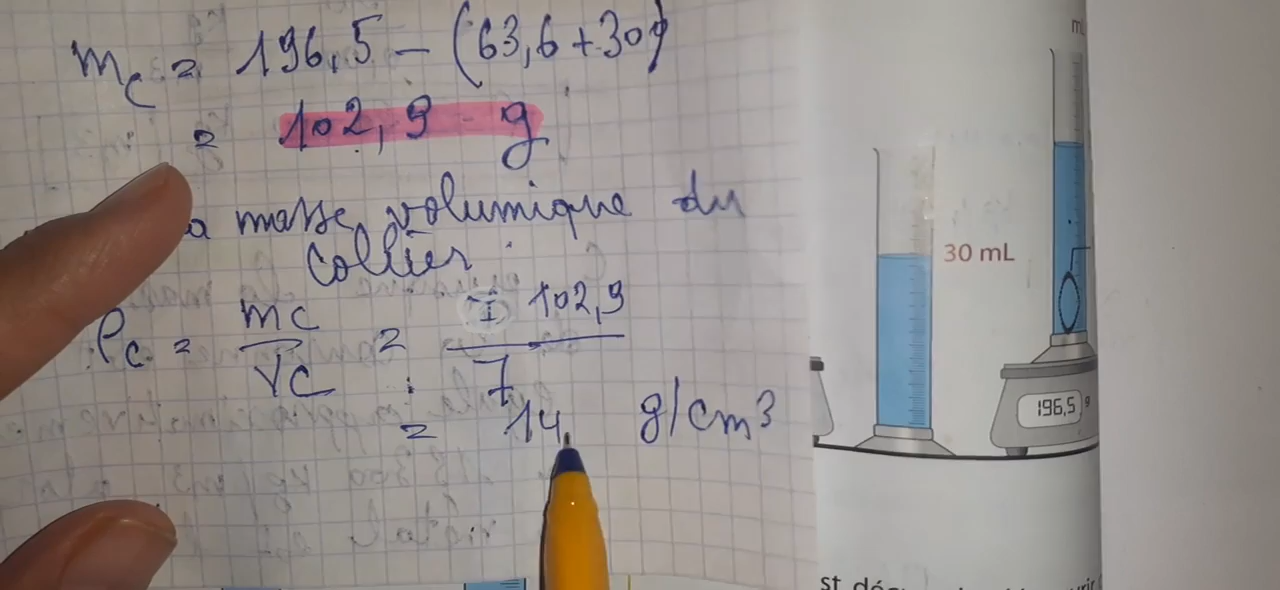 mc = 196,5 - (63,6 + 30)
= 102,9 g
a masse volumique du
collier :
ρc = mc / Vc = 102,9 / 7
= 14, g/cm³
mL
30 mL
196,5 g